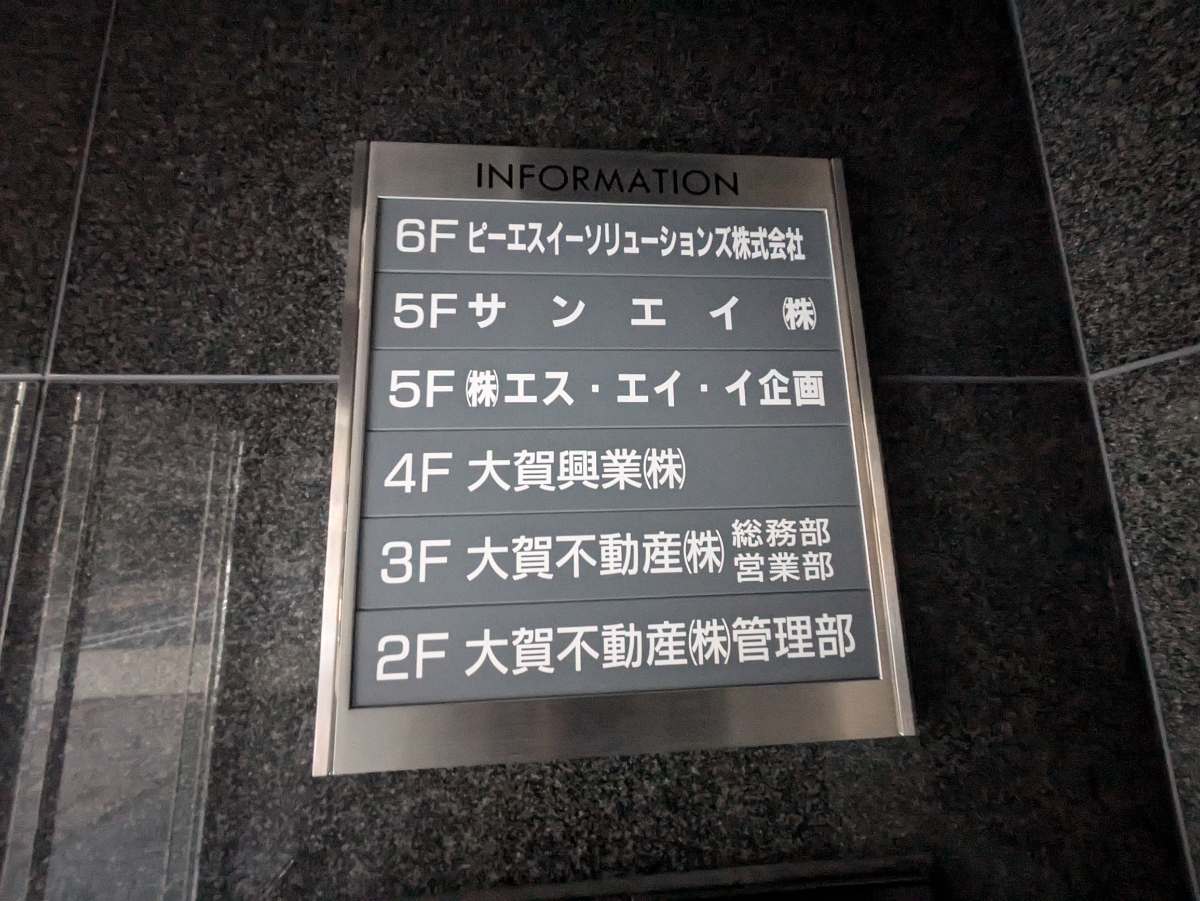 INFORMATION
6F ピーエスイーソリューションズ株式会社
5F サンエイ㈱
5F ㈱エス・エイ・イ企画
4F 大賀興業㈱
3F 大賀不動産㈱ 総務部
営業部
2F 大賀不動産㈱管理部